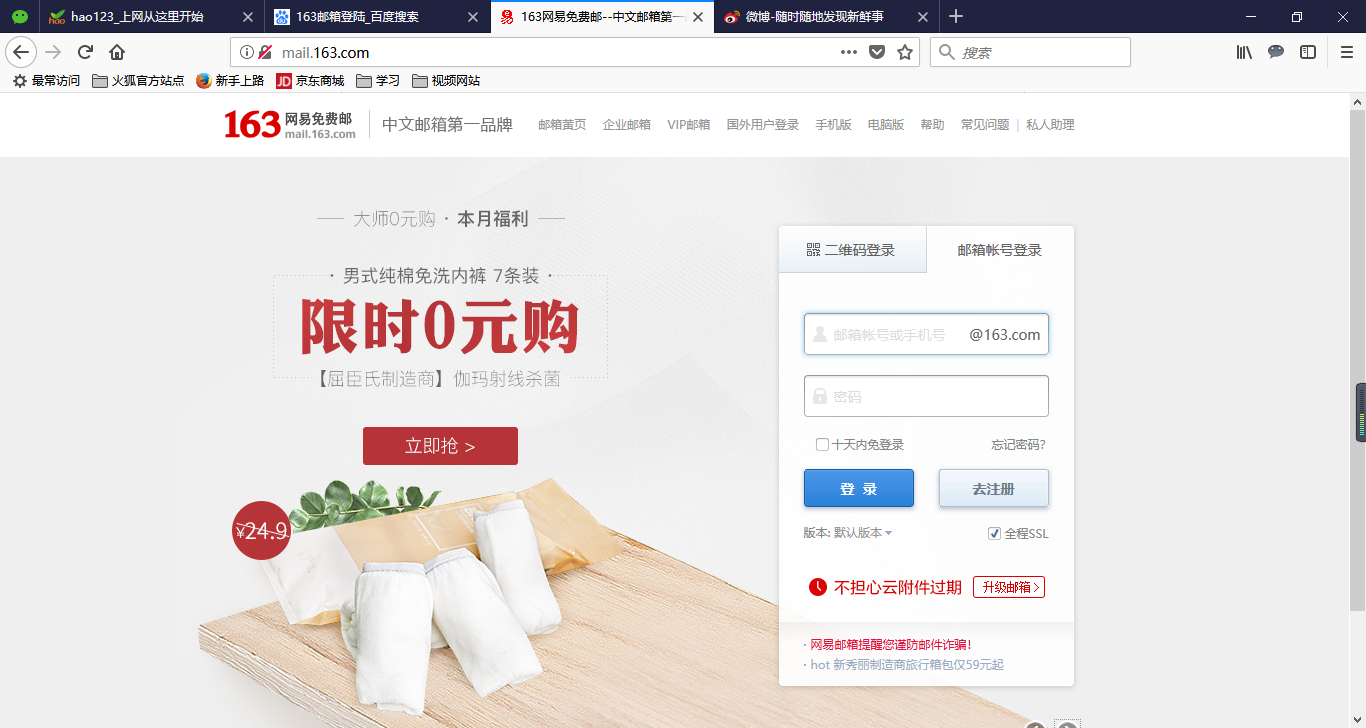 hao123_上网从这里开始
163邮箱登陆_百度搜索
163网易免费邮--中文邮箱第一
微博-随时随地发现新鲜事
mail.163.com
搜索
最常访问
火狐官方站点
新手上路
JD 京东商城
学习
视频网站
163 网易免费邮
mail.163.com
中文邮箱第一品牌
邮箱黄页 企业邮箱 VIP邮箱 国外用户登录 手机版 电脑版 帮助 常见问题 | 私人助理
大师0元购 · 本月福利
· 男式纯棉免洗内裤 7条装 ·
限时0元购
【屈臣氏制造商】伽玛射线杀菌
立即抢 >
¥24.9
二维码登录
邮箱帐号登录
邮箱帐号或手机号 @163.com
密码
十天内免登录 忘记密码?
登 录 去注册
版本: 默认版本 全程SSL
不担心云附件过期 升级邮箱 >
· 网易邮箱提醒您谨防邮件诈骗!
· hot 新秀丽制造商旅行箱包仅59元起